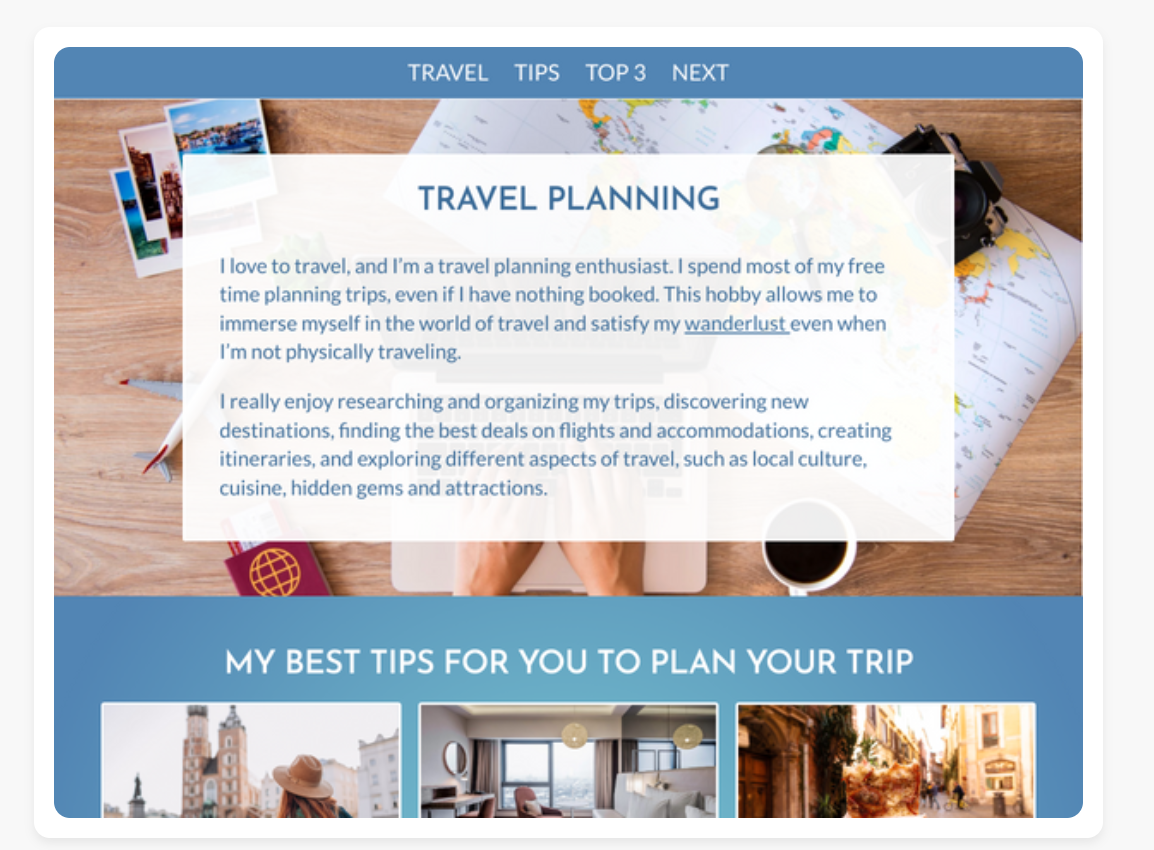 TRAVEL TIPS TOP 3 NEXT
TRAVEL PLANNING
I love to travel, and I'm a travel planning enthusiast. I spend most of my free
time planning trips, even if I have nothing booked. This hobby allows me to
immerse myself in the world of travel and satisfy my wanderlust even when
I'm not physically traveling.
I really enjoy researching and organizing my trips, discovering new
destinations, finding the best deals on flights and accommodations, creating
itineraries, and exploring different aspects of travel, such as local culture,
cuisine, hidden gems and attractions.
MY BEST TIPS FOR YOU TO PLAN YOUR TRIP